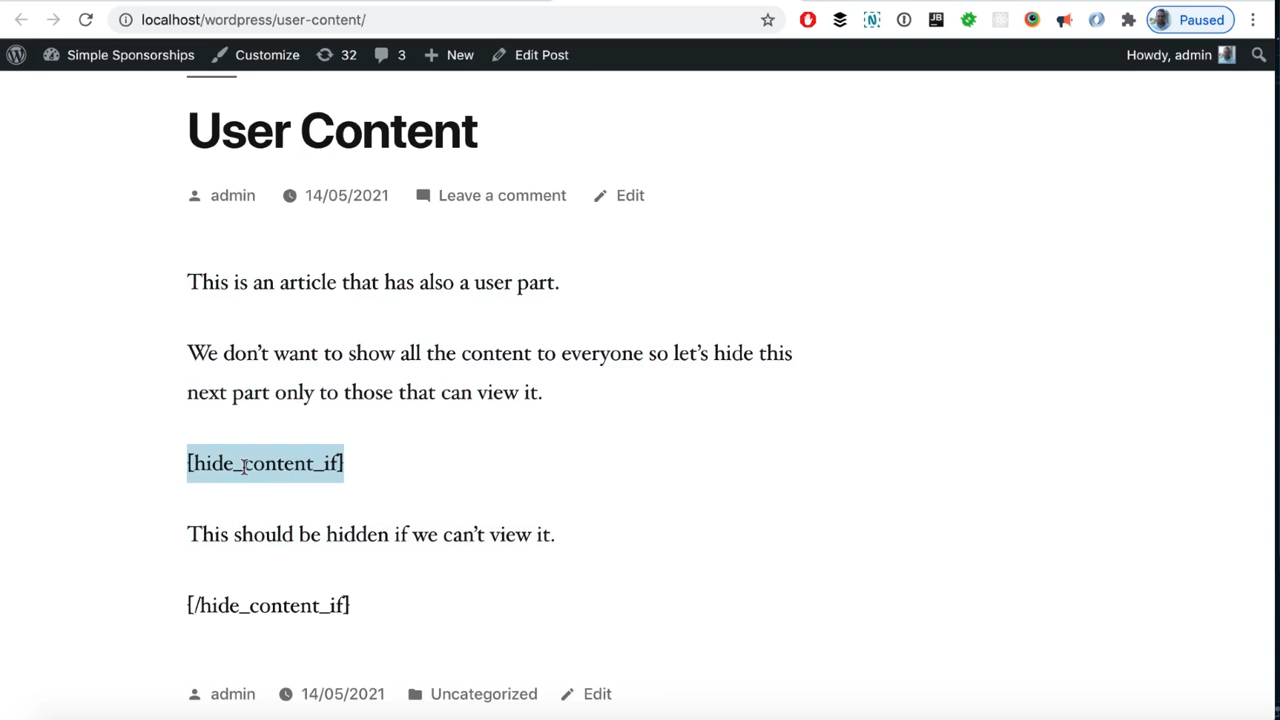 localhost/wordpress/user-content/
Paused
Simple Sponsorships Customize 32 3 New Edit Post Howdy, admin
User Content
admin 14/05/2021 Leave a comment Edit
This is an article that has also a user part.
We don’t want to show all the content to everyone so let’s hide this
next part only to those that can view it.
[hide_content_if]
This should be hidden if we can’t view it.
[/hide_content_if]
admin 14/05/2021 Uncategorized Edit